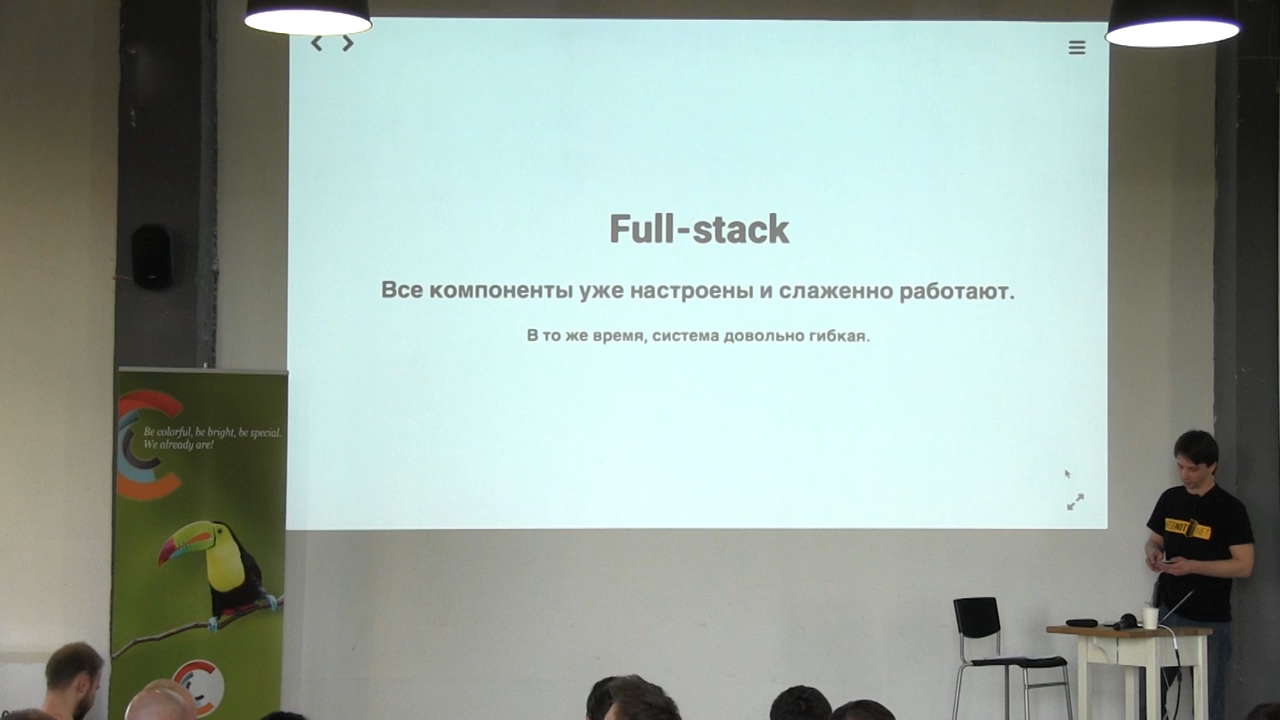 Full-stack
Все компоненты уже настроены и слаженно работают.
В то же время, система довольно гибкая.
Be colorful, be bright, be special.
We already are!